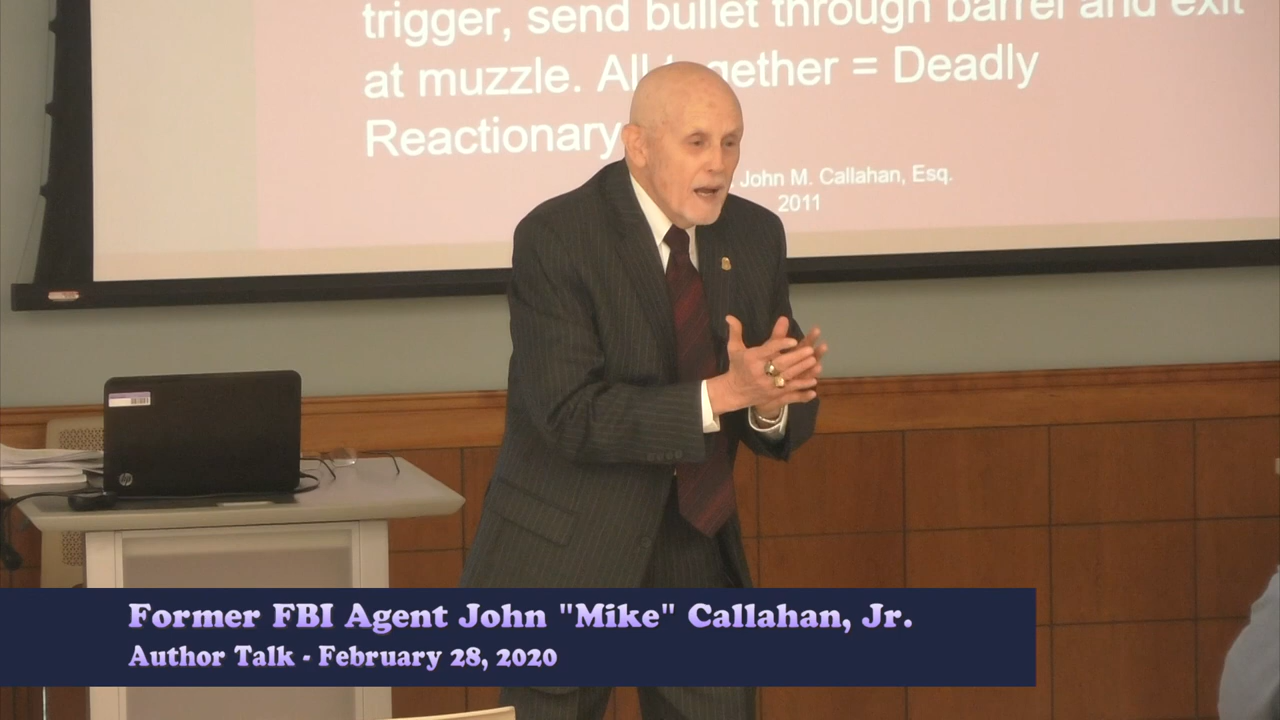 trigger, send bullet through barrel and exit
at muzzle. All together = Deadly
Reactionary
John M. Callahan, Esq.
2011
hp
Former FBI Agent John "Mike" Callahan, Jr.
Author Talk - February 28, 2020